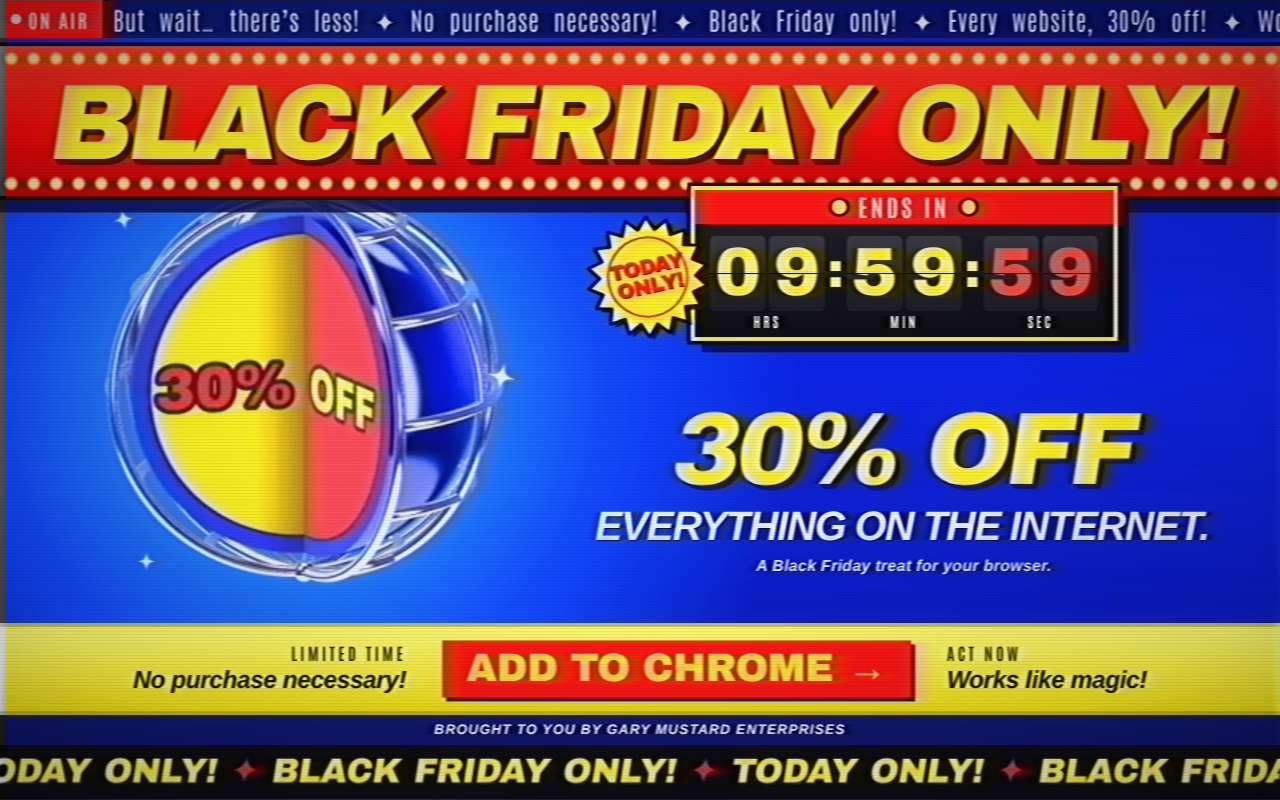 ON AIR
But wait… there's less! ✦ No purchase necessary! ✦ Black Friday only! ✦ Every website, 30% off! ✦
BLACK FRIDAY ONLY!
ENDS IN
TODAY
ONLY!
09:59:59
HRS MIN SEC
30% OFF
30% OFF
EVERYTHING ON THE INTERNET.
A Black Friday treat for your browser.
LIMITED TIME
No purchase necessary!
ADD TO CHROME →
ACT NOW
Works like magic!
BROUGHT TO YOU BY GARY MUSTARD ENTERPRISES
ODAY ONLY! ✦ BLACK FRIDAY ONLY! ✦ TODAY ONLY! ✦ BLACK FRIDA